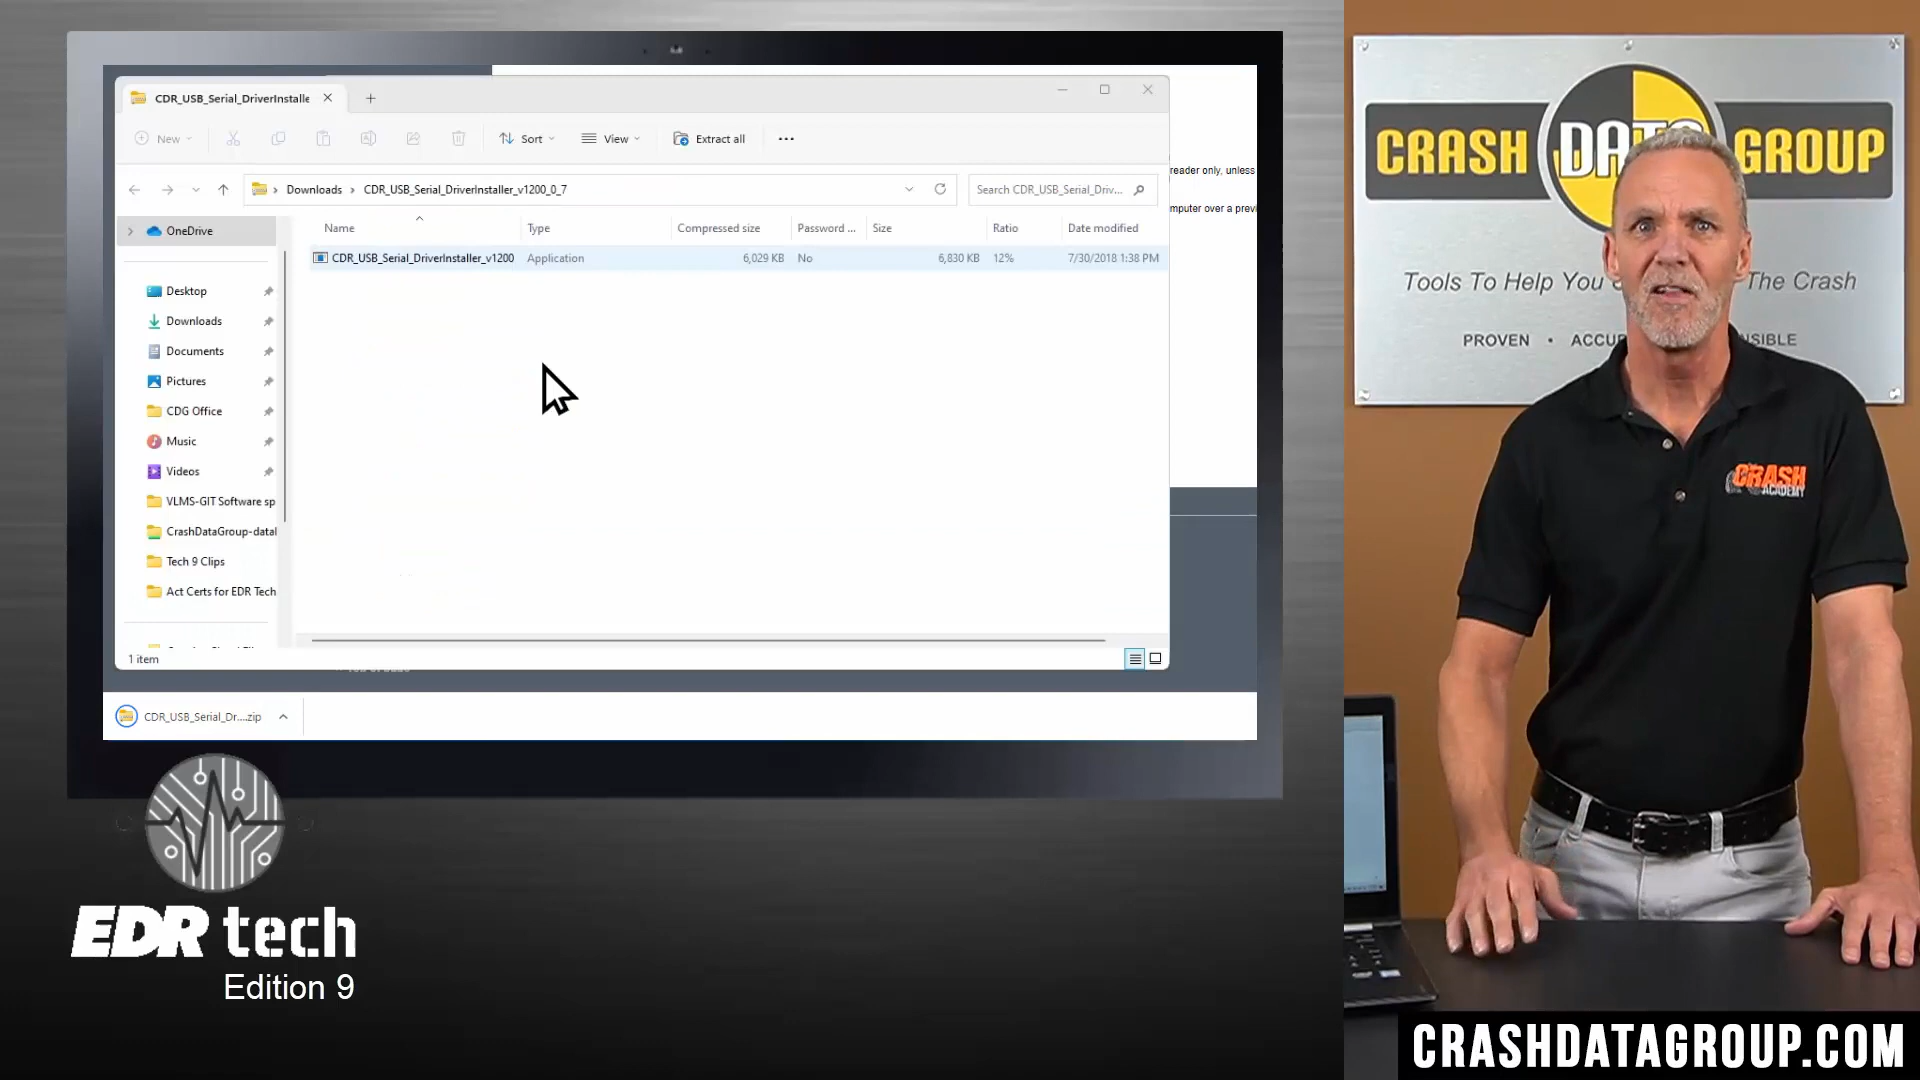 CDR_USB_Serial_DriverInstalle
New
Sort
View
Extract all
Downloads
CDR_USB_Serial_DriverInstaller_v1200_0_7
Search CDR_USB_Serial_Driv...
Name
Type
Compressed size
Password ...
Size
Ratio
Date modified
CDR_USB_Serial_DriverInstaller_v1200
Application
6,029 KB
No
6,830 KB
12%
7/30/2018 1:38 PM
OneDrive
Desktop
Downloads
Documents
Pictures
CDG Office
Music
Videos
VLMS-GIT Software sp
CrashDataGroup-datal
Tech 9 Clips
Act Certs for EDR Tech
1 item
reader only, unless
mputer over a previ
CDR_USB_Serial_Dr....zip
EDR tech
Edition 9
CRASH DATA GROUP
Tools To Help You The Crash
PROVEN • ACCU SIBLE
CRASH
ACADEMY
CRASHDATAGROUP.COM